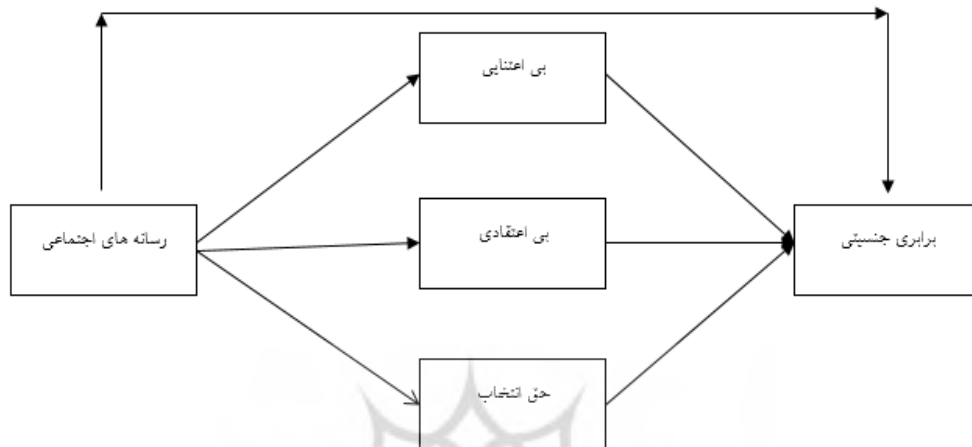 بی اعتنایی
رسانه های اجتماعی
بی اعتقادی
برابری جنسیتی
حق انتخاب